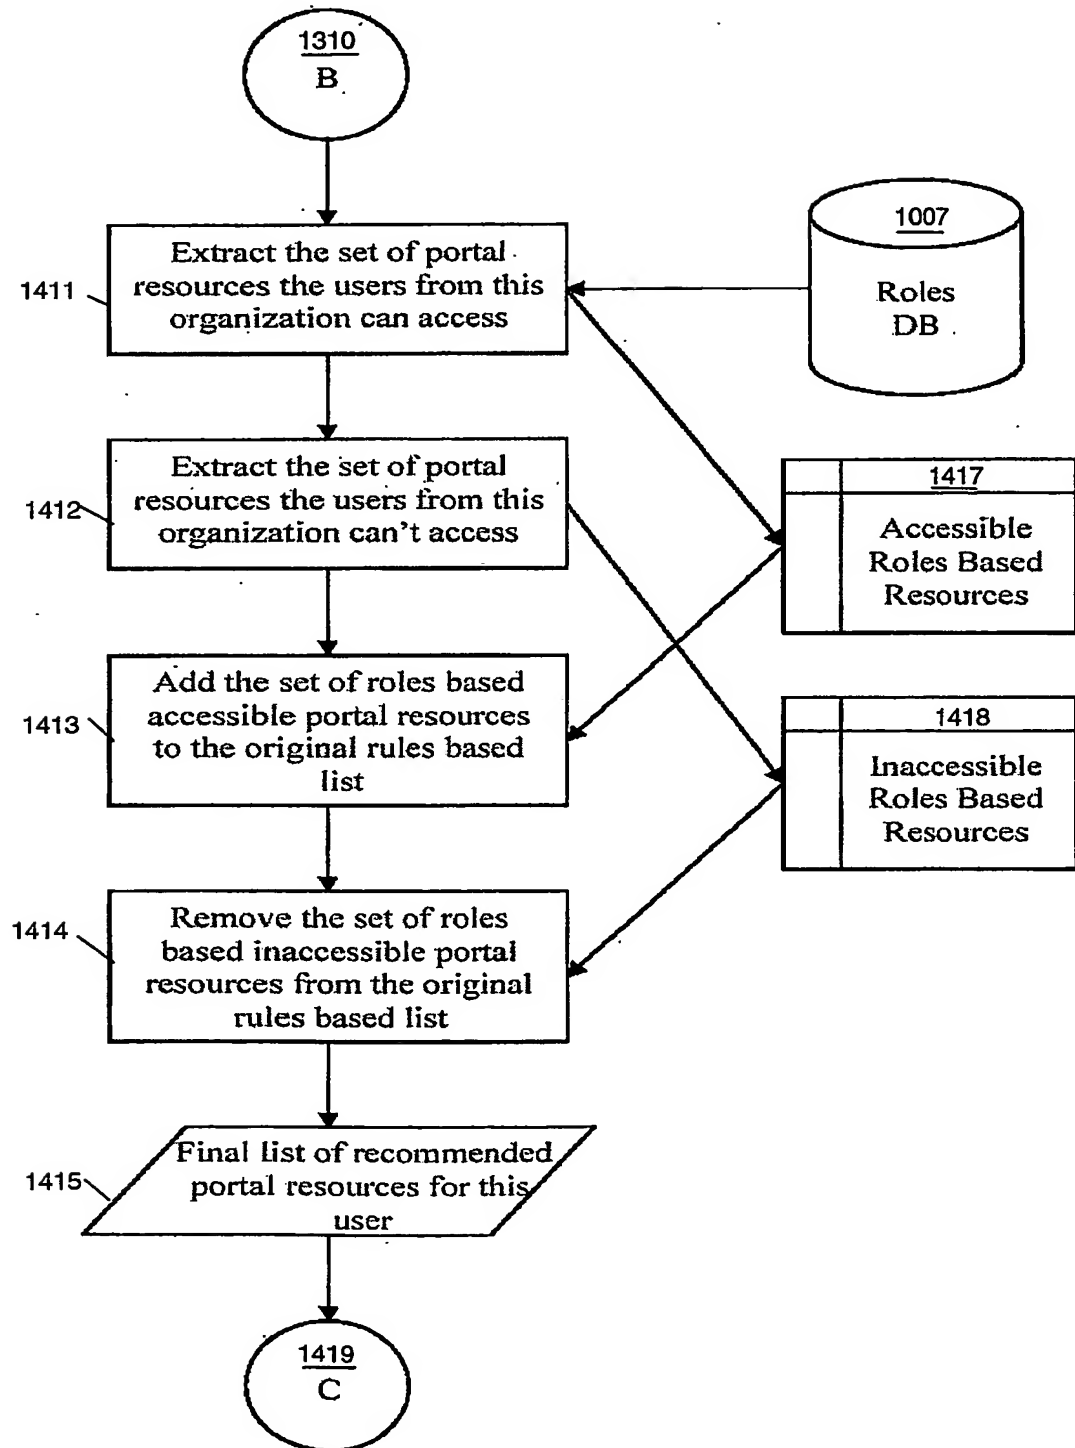 1310
B
1411
Extract the set of portal
resources the users from this
organization can access
1007
Roles
DB
1412
Extract the set of portal
resources the users from this
organization can't access
1417
Accessible
Roles Based
Resources
1413
Add the set of roles based
accessible portal resources
to the original rules based
list
1418
Inaccessible
Roles Based
Resources
1414
Remove the set of roles
based inaccessible portal
resources from the original
rules based list
1415
Final list of recommended
portal resources for this
user
1419
C